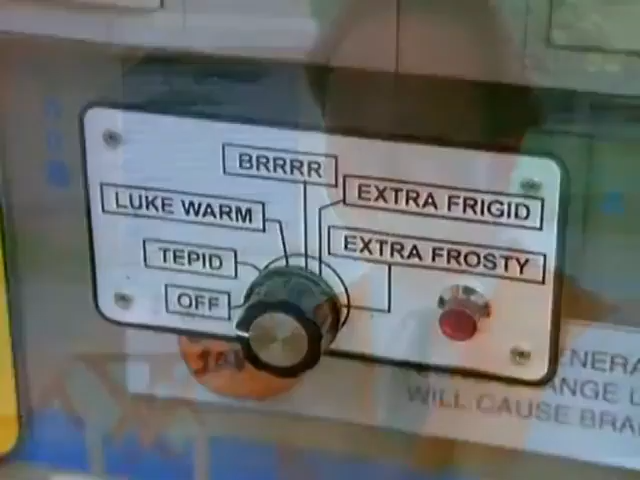 BRRRR
LUKE WARM
EXTRA FRIGID
TEPID
EXTRA FROSTY
OFF
WILL CAUSE